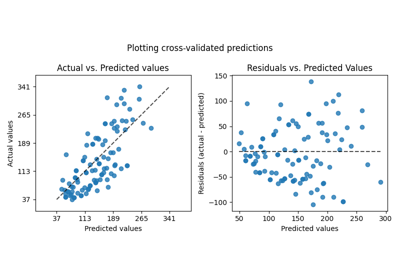 Plotting cross-validated predictions
Actual vs. Predicted values
Residuals vs. Predicted values
Actual values
341
265
189
113
37
37 113 189 265 341
Predicted values
Residuals (actual - predicted)
150
100
50
0
−50
−100
50 100 150 200 250 300
Predicted values